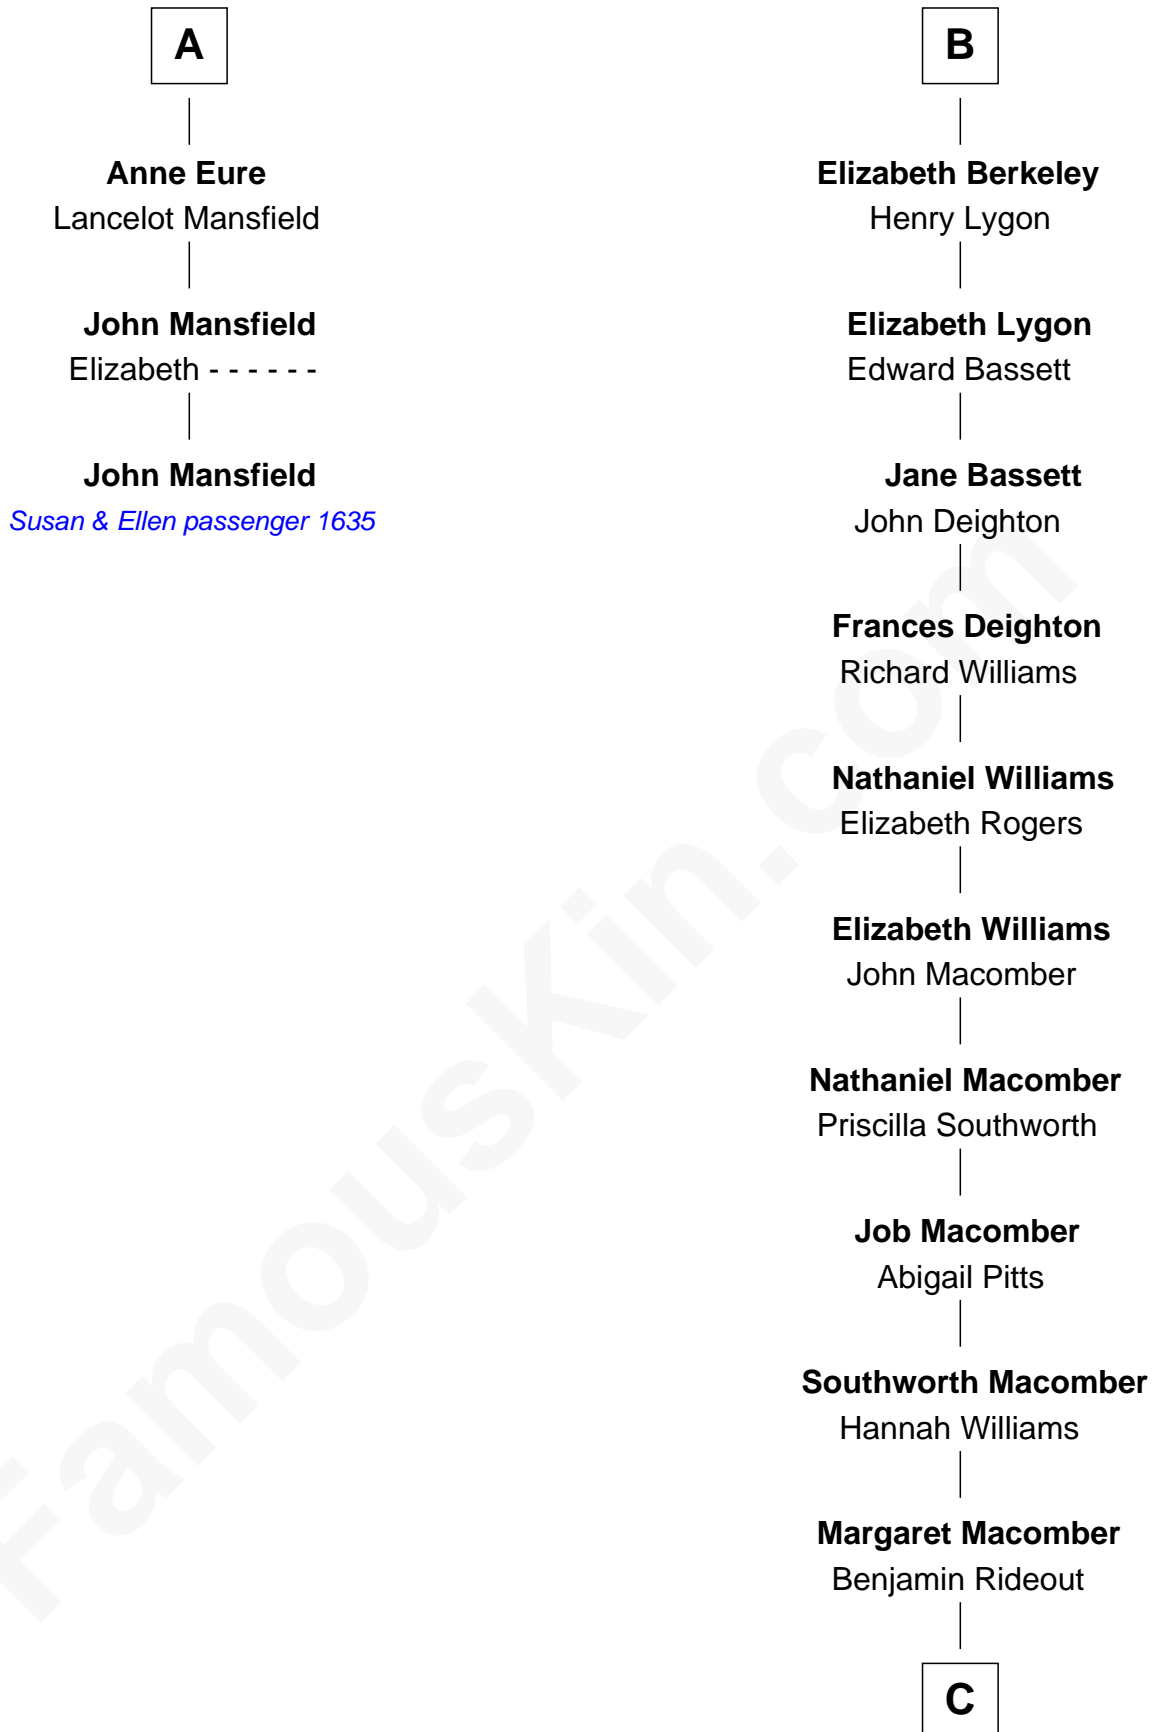 A
Anne Eure
Lancelot Mansfield
John Mansfield
Elizabeth - - - - - -
John Mansfield
Susan & Ellen passenger 1635
B
Elizabeth Berkeley
Henry Lygon
Elizabeth Lygon
Edward Bassett
Jane Bassett
John Deighton
Frances Deighton
Richard Williams
Nathaniel Williams
Elizabeth Rogers
Elizabeth Williams
John Macomber
Nathaniel Macomber
Priscilla Southworth
Job Macomber
Abigail Pitts
Southworth Macomber
Hannah Williams
Margaret Macomber
Benjamin Rideout
C
FamousKin.com